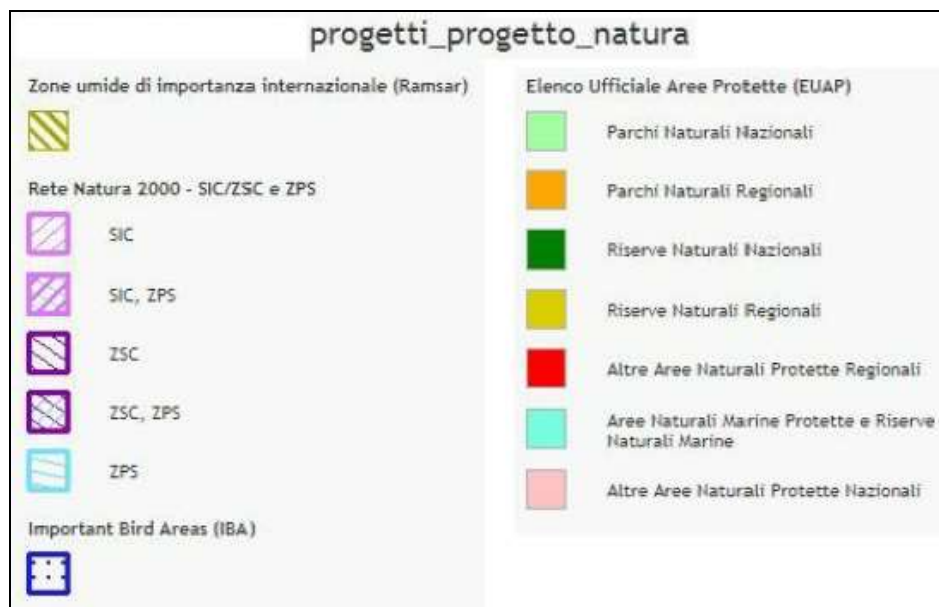 progetti_progetto_natura
Zone umide di importanza internazionale (Ramsar)
Rete Natura 2000 - SIC/ZSC e ZPS
SIC
SIC, ZPS
ZSC
ZSC, ZPS
ZPS
Important Bird Areas (IBA)
Elenco Ufficiale Aree Protette (EUAP)
Parchi Naturali Nazionali
Parchi Naturali Regionali
Riserve Naturali Nazionali
Riserve Naturali Regionali
Altre Aree Naturali Protette Regionali
Aree Naturali Marine Protette e Riserve
Naturali Marine
Altre Aree Naturali Protette Nazionali